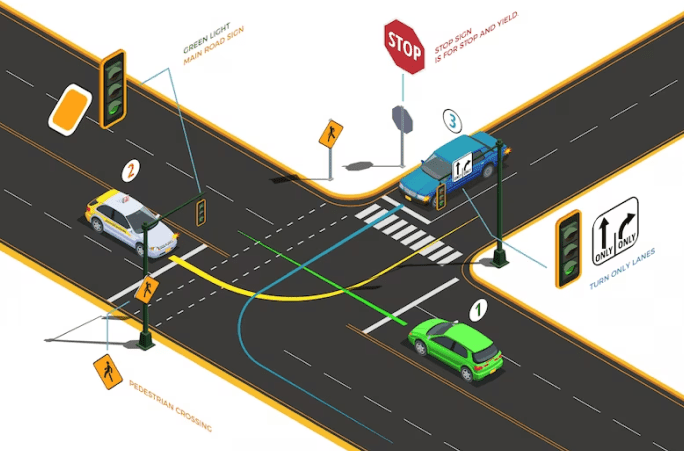 GREEN LIGHT
MAIN ROAD SIGN
STOP
STOP SIGN
IS FOR STOP AND YIELD.
3
2
ONLY ONLY
TURN ONLY LANES
1
PEDESTRIAN CROSSING